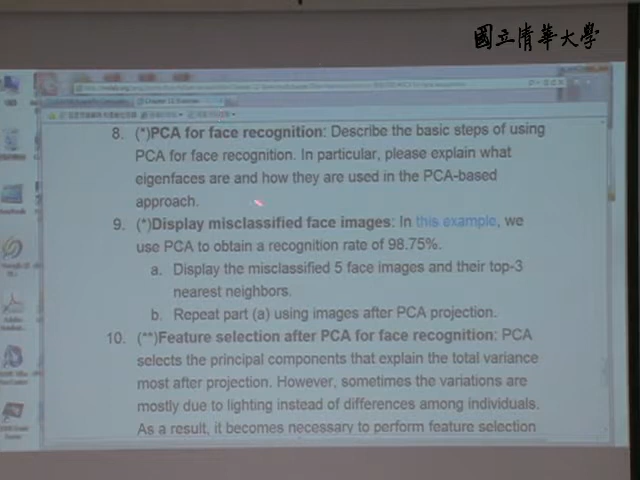 國立清華大學
8. (*)PCA for face recognition: Describe the basic steps of using
PCA for face recognition. In particular, please explain what
eigenfaces are and how they are used in the PCA-based
approach.
9. (*)Display misclassified face images: In this example, we
use PCA to obtain a recognition rate of 98.75%.
a. Display the misclassified 5 face images and their top-3
nearest neighbors.
b. Repeat part (a) using images after PCA projection.
10. (**)Feature selection after PCA for face recognition: PCA
selects the principal components that explain the total variance
most after projection. However, sometimes the variations are
mostly due to lighting instead of differences among individuals.
As a result, it becomes necessary to perform feature selection